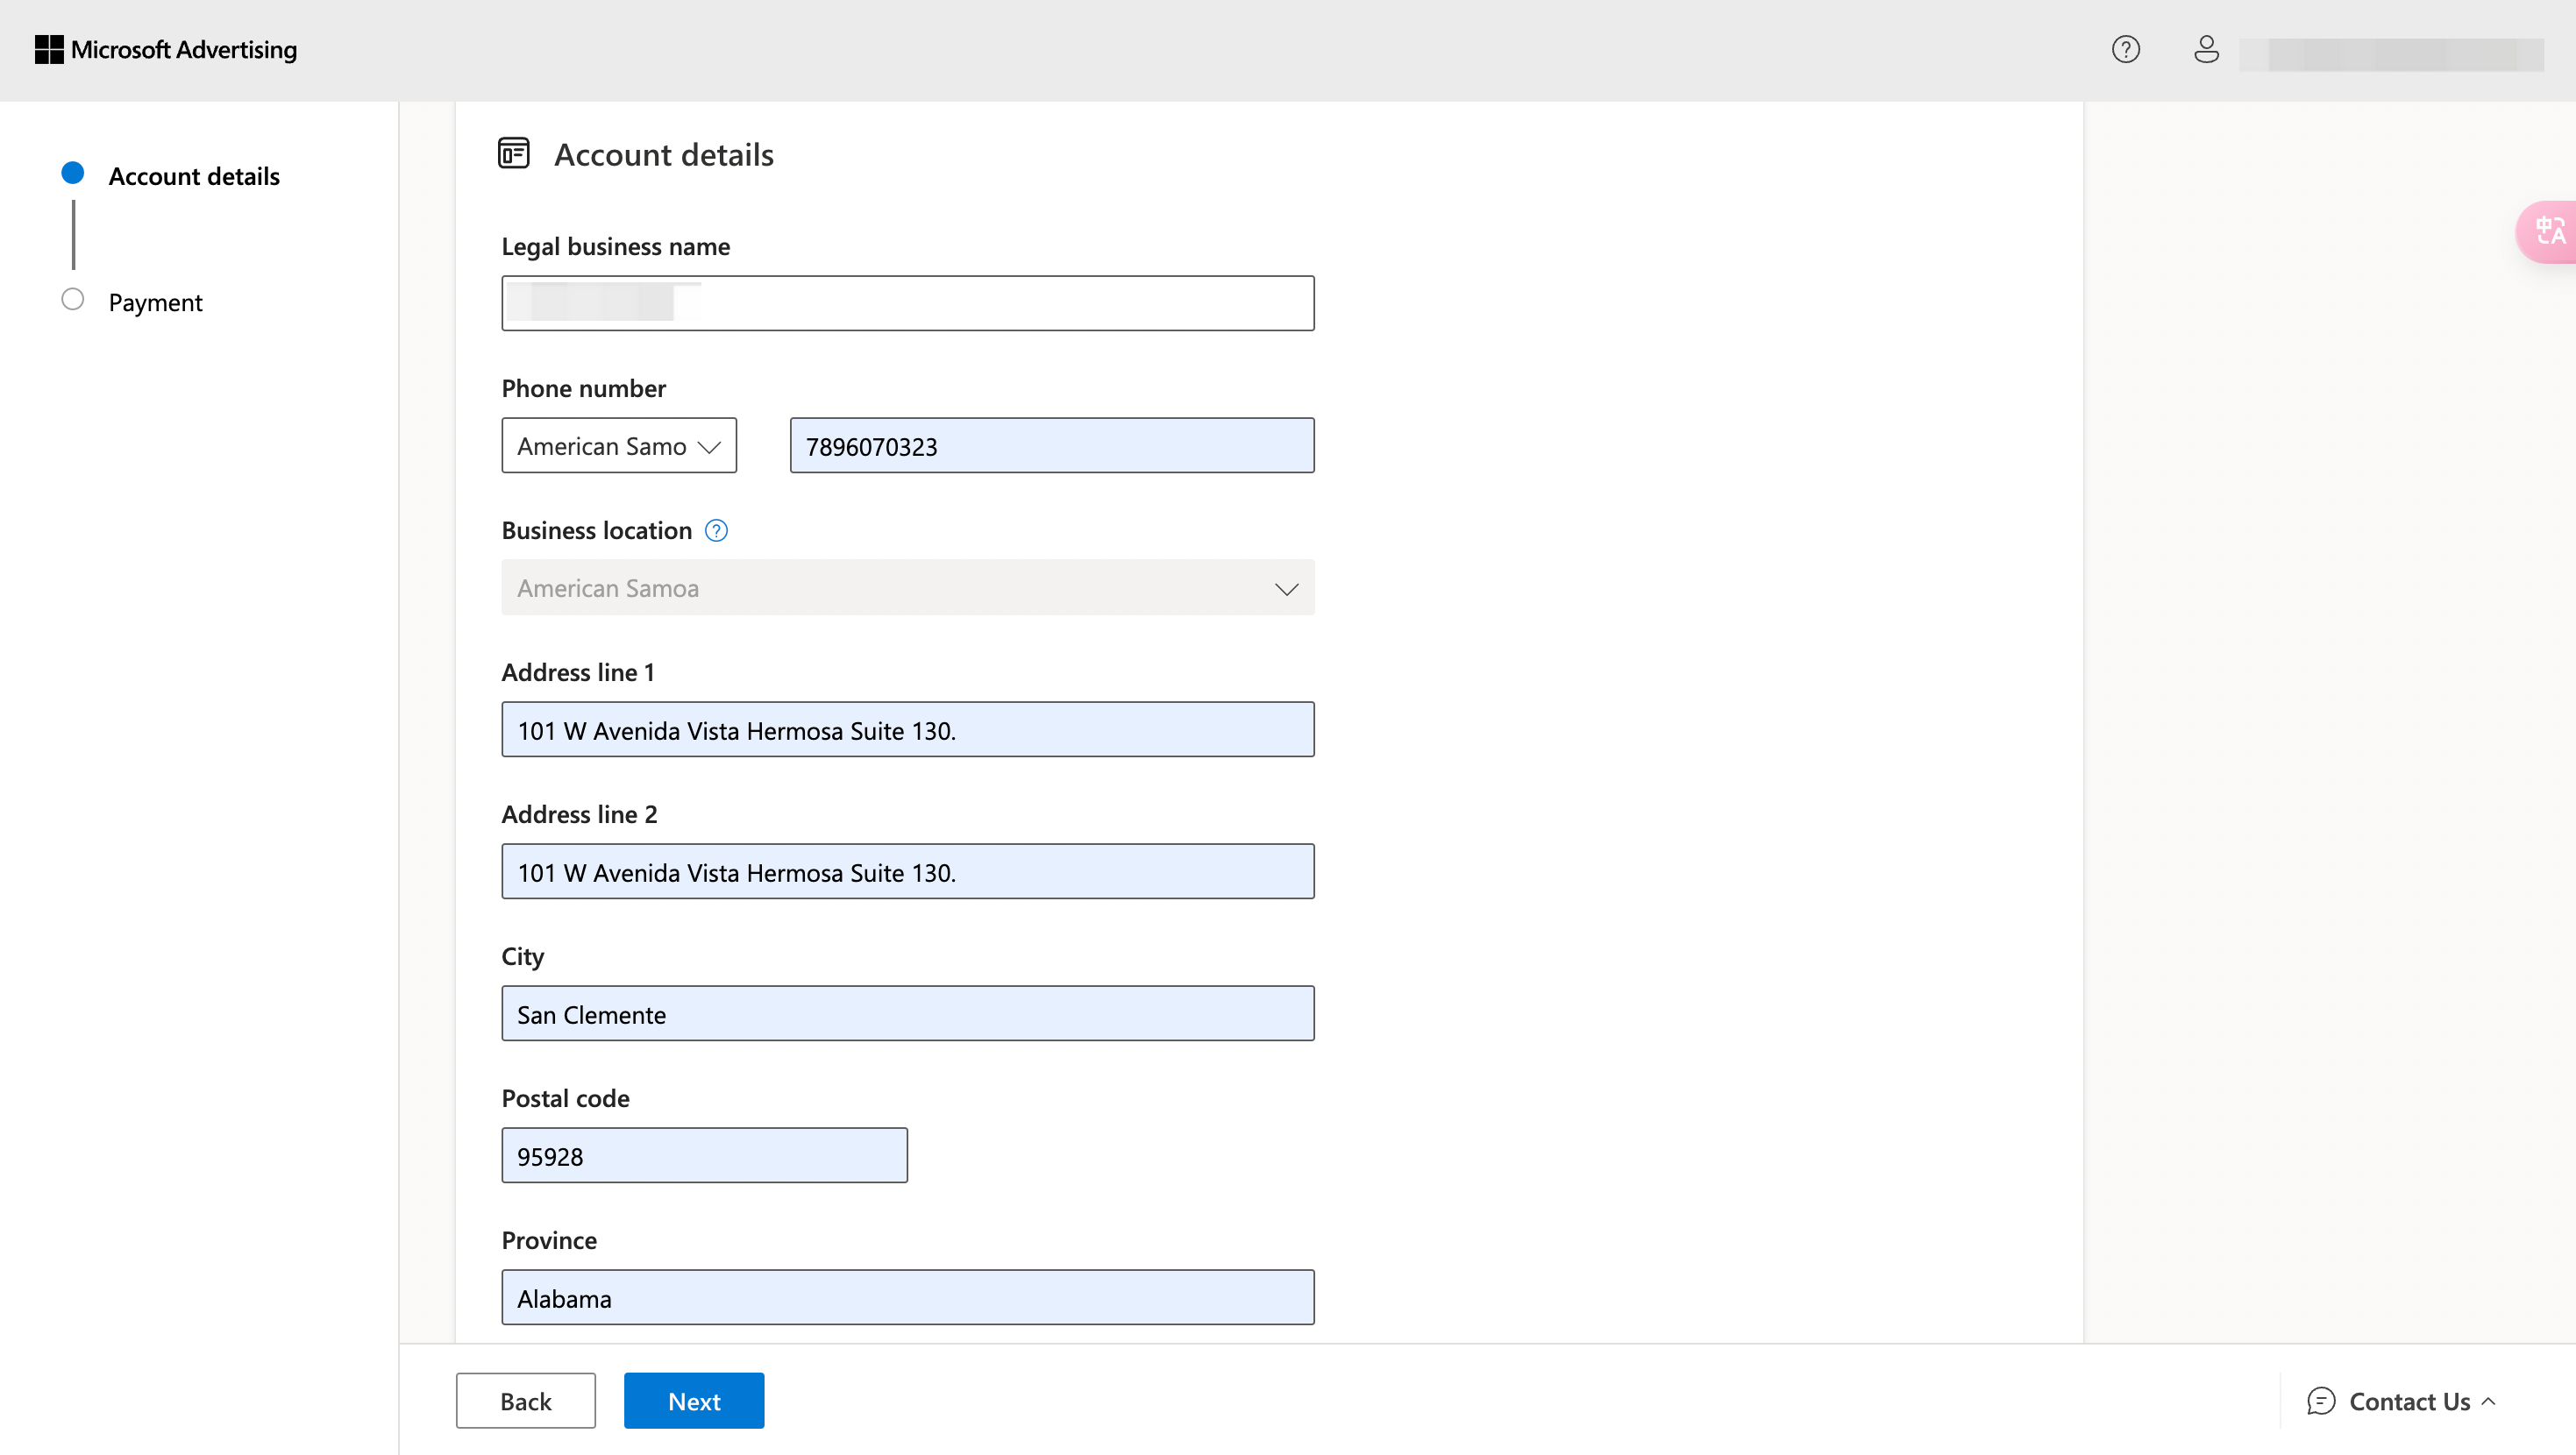 Microsoft Advertising
Account details
Payment
Account details
Legal business name
Phone number
American Samo
7896070323
Business location
American Samoa
Address line 1
101 W Avenida Vista Hermosa Suite 130.
Address line 2
101 W Avenida Vista Hermosa Suite 130.
City
San Clemente
Postal code
95928
Province
Alabama
Back
Next
Contact Us
中A